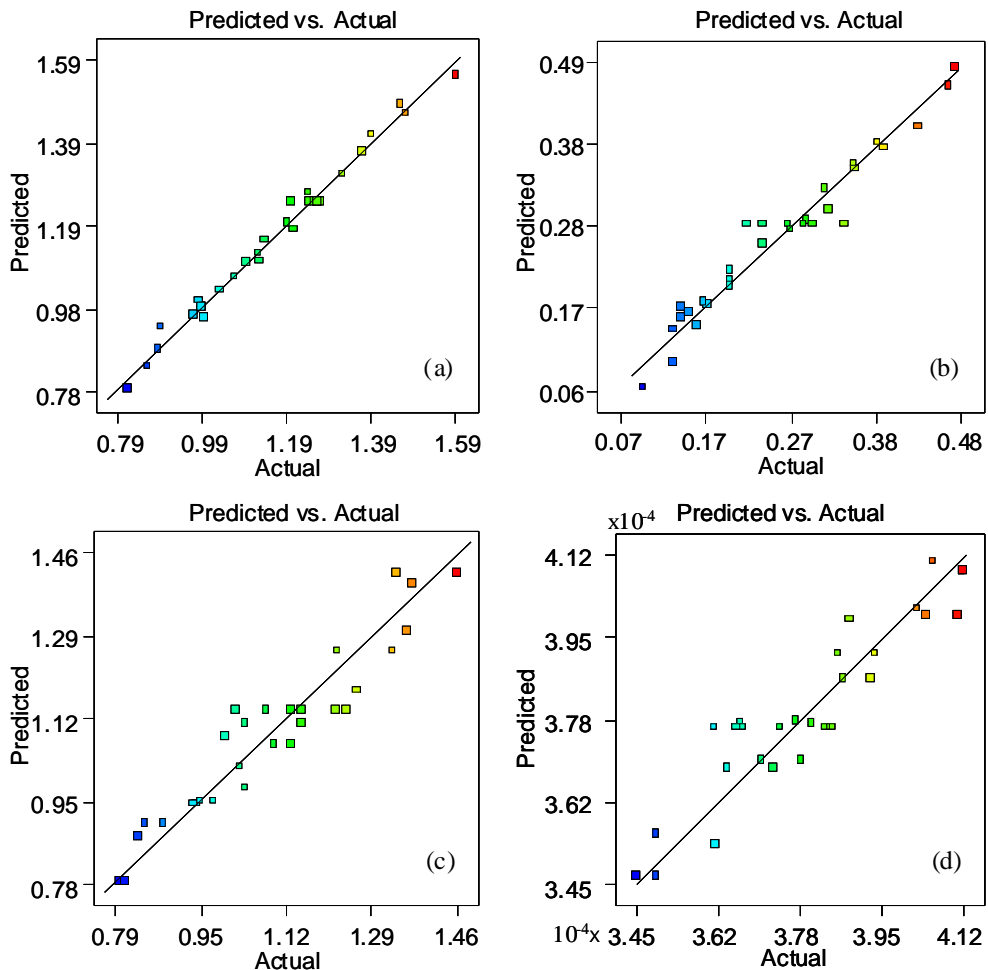 Predicted vs. Actual
1.59
1.39
1.19
0.98
0.78
Predicted
(a)
0.79 0.99 1.19 1.39 1.59
Actual
Predicted vs. Actual
0.49
0.38
0.28
0.17
0.06
Predicted
(b)
0.07 0.17 0.27 0.38 0.48
Actual
Predicted vs. Actual
1.46
1.29
1.12
0.95
0.78
Predicted
(c)
0.79 0.95 1.12 1.29 1.46
Actual
x10-4 Predicted vs. Actual
4.12
3.95
3.78
3.62
3.45
Predicted
(d)
10-4x 3.45 3.62 3.78 3.95 4.12
Actual